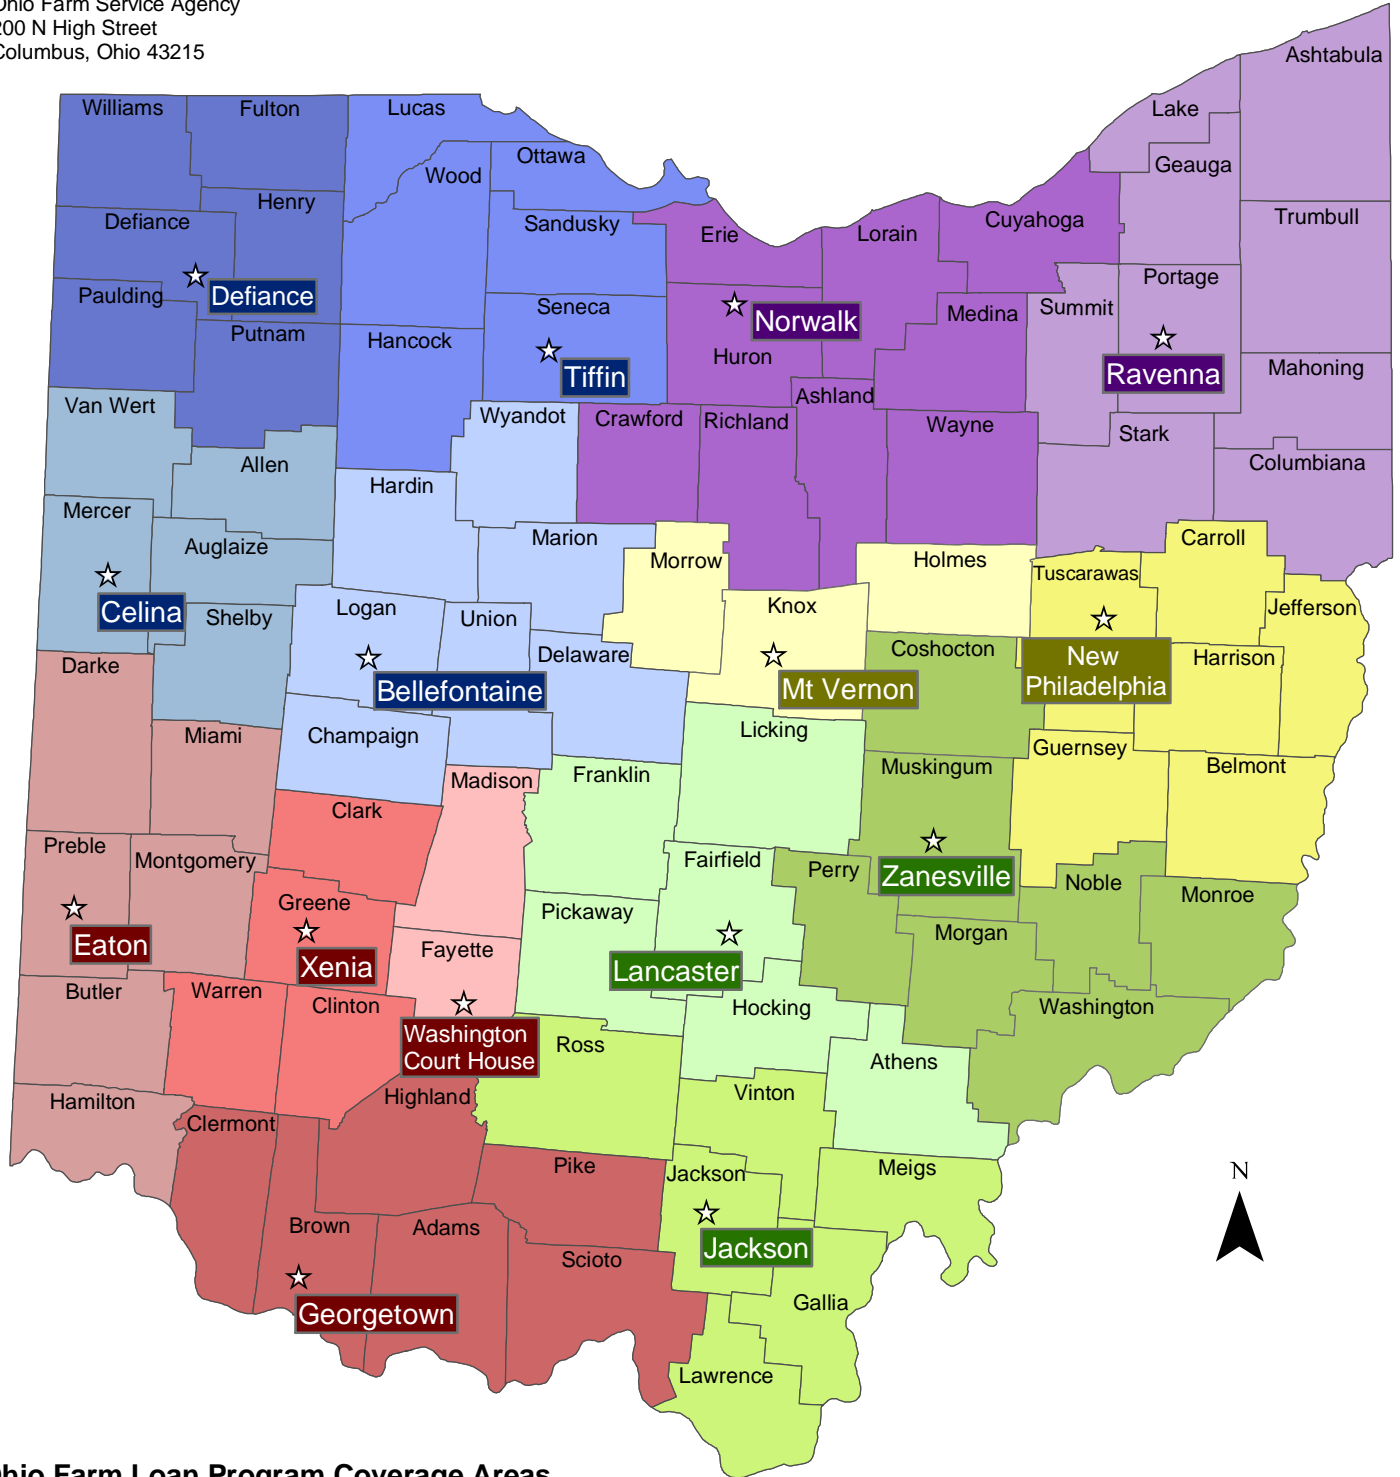 Ohio Farm Service Agency
200 N High Street
Columbus, Ohio 43215
Ashtabula
Williams
Fulton
Lucas
Lake
Ottawa
Geauga
Wood
Henry
Defiance
Trumbull
Sandusky
Erie
Lorain
Cuyahoga
Defiance
Paulding
Portage
Seneca
Summit
Medina
Norwalk
Putnam
Hancock
Huron
Tiffin
Ravenna
Mahoning
Ashland
Van Wert
Wyandot
Crawford
Richland
Wayne
Stark
Allen
Columbiana
Hardin
Mercer
Marion
Carroll
Auglaize
Morrow
Holmes
Tuscarawas
Celina
Logan
Knox
Jefferson
Shelby
Union
Delaware
Coshocton
New
Philadelphia
Harrison
Darke
Bellefontaine
Mt Vernon
Miami
Champaign
Licking
Guernsey
Madison
Franklin
Muskingum
Belmont
Clark
Preble
Montgomery
Fairfield
Perry
Zanesville
Noble
Monroe
Greene
Pickaway
Eaton
Xenia
Fayette
Lancaster
Morgan
Butler
Warren
Clinton
Hocking
Washington
Washington
Court House
Ross
Athens
Hamilton
Highland
Vinton
Clermont
Pike
Jackson
Meigs
N
Brown
Adams
Jackson
Scioto
Georgetown
Gallia
Lawrence
Ohio Farm Loan Program Coverage Areas